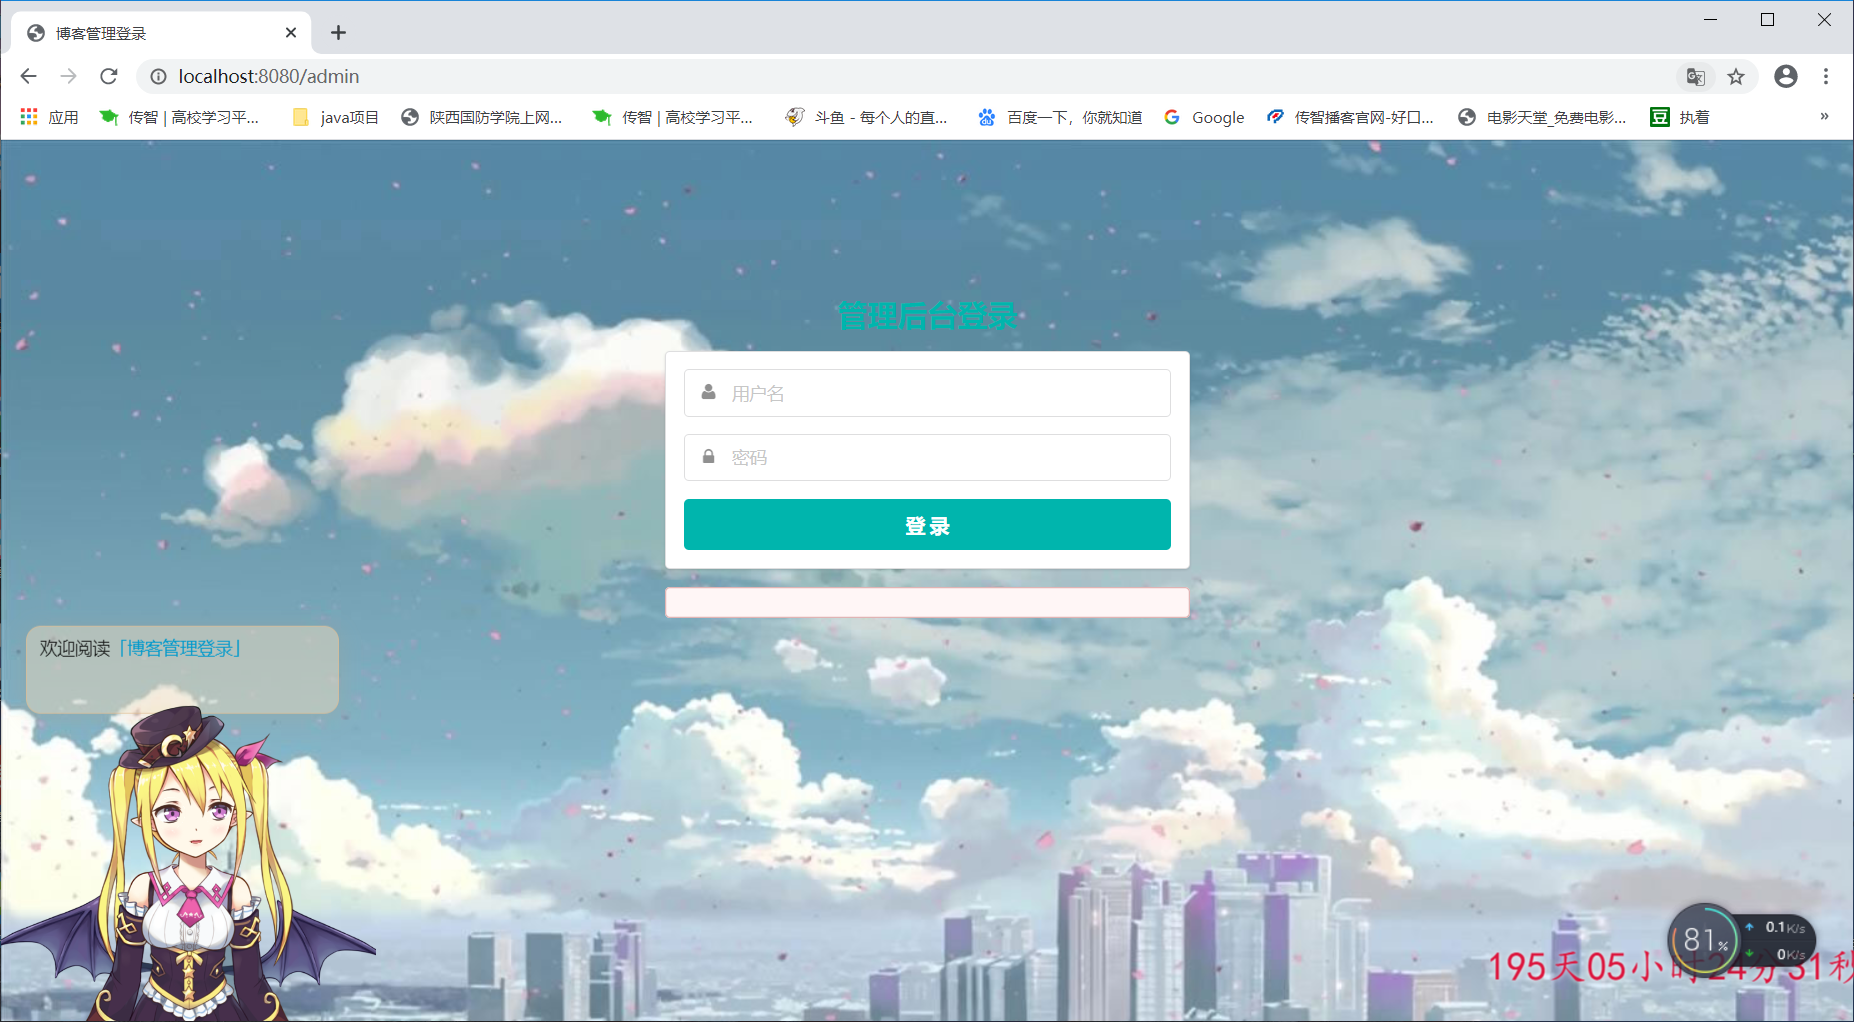 博客管理登录
localhost:8080/admin
应用
传智 | 高校学习平...
java项目
陕西国防学院上网...
传智 | 高校学习平...
斗鱼 - 每个人的直...
百度一下，你就知道
Google
传智播客官网-好口...
电影天堂_免费电影...
豆 执着
»
管理后台登录
用户名
密码
登录
欢迎阅读「博客管理登录」
81%
0.1K/s
0K/s
195天05小时24分31秒